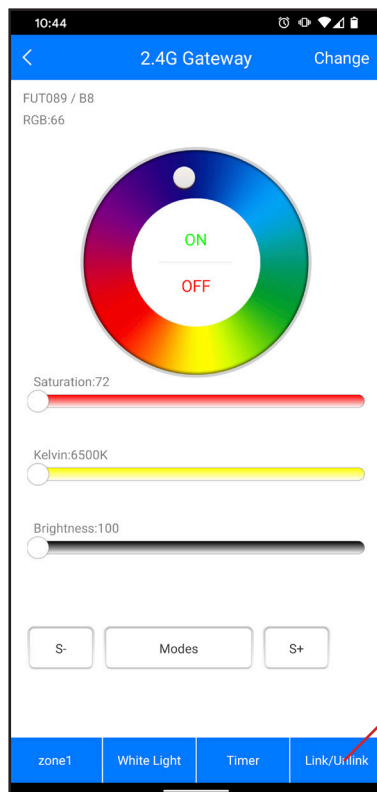 10:44
2.4G Gateway Change
FUT089 / B8
RGB:66
ON
OFF
Saturation:72
Kelvin:6500K
Brightness:100
S- Modes S+
zone1 White Light Timer Link/Unlink